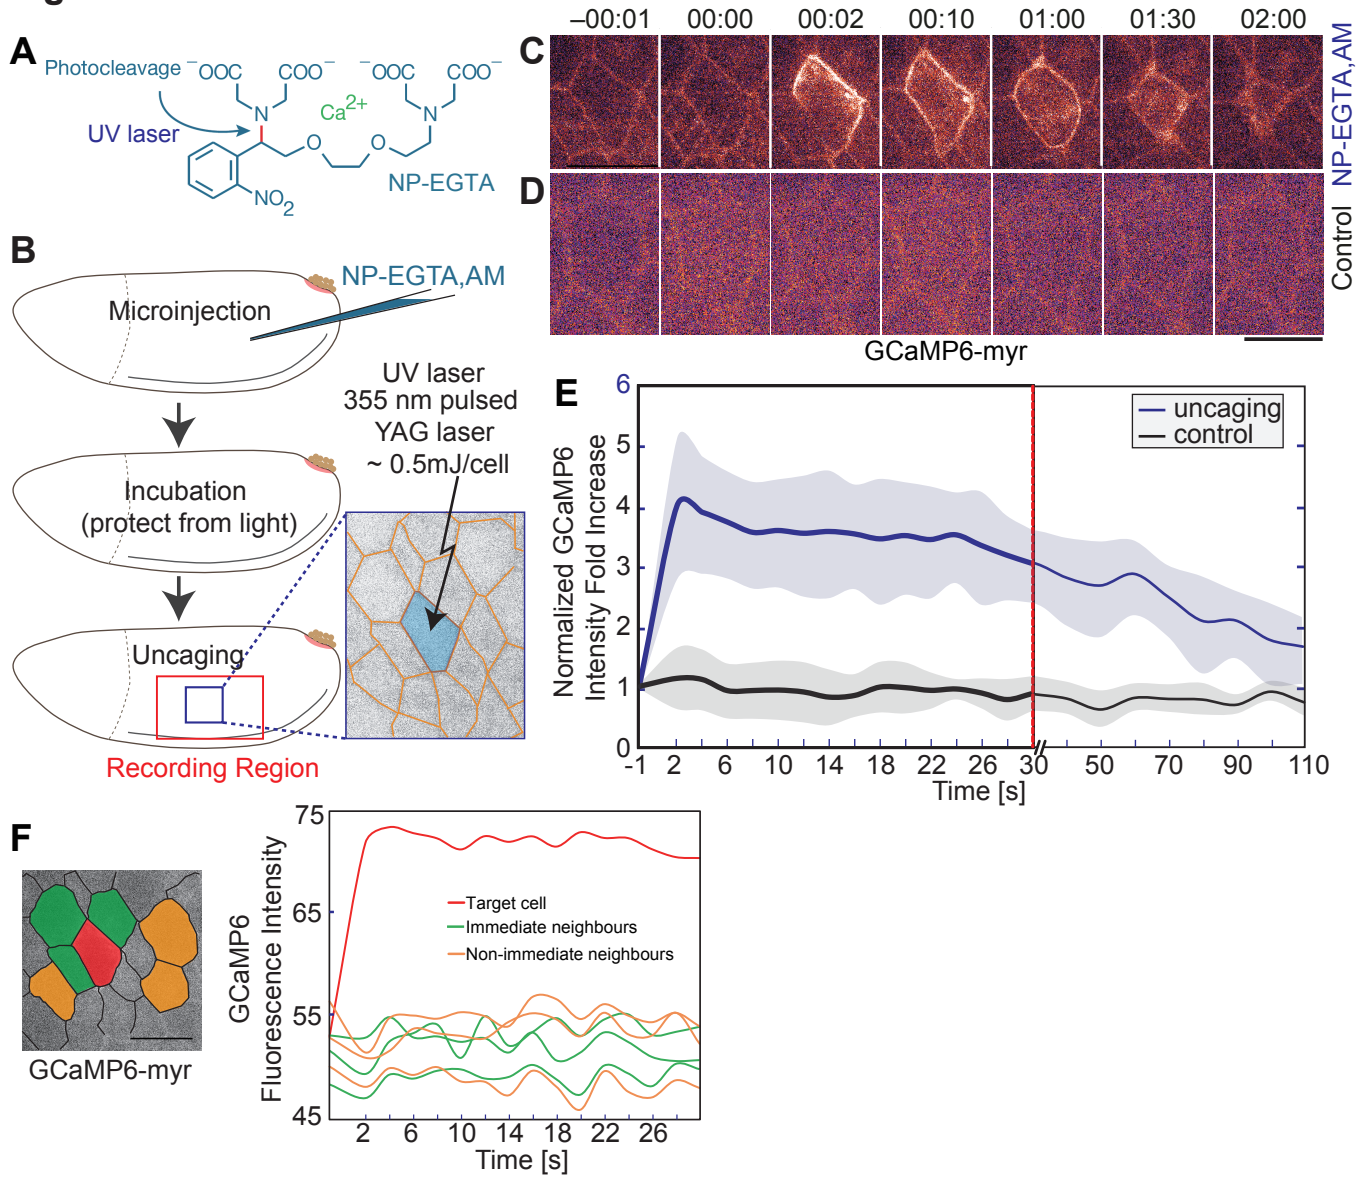 A
Photocleavage
−OOC
COO−
−OOC
COO−
N
Ca2+
N
UV laser
O
O
NO2
NP-EGTA
B
NP-EGTA,AM
Microinjection
UV laser
355 nm pulsed
YAG laser
~ 0.5mJ/cell
Incubation
(protect from light)
Uncaging
Recording Region
–00:01 00:00 00:02 00:10 01:00 01:30 02:00
C
NP-EGTA,AM
D
Control
GCaMP6-myr
E
Normalized GCaMP6
Intensity Fold Increase
6
5
4
3
2
1
0
uncaging
control
-1 2 6 10 14 18 22 26 30 50 70 90 110
Time [s]
F
GCaMP6-myr
GCaMP6
Fluorescence Intensity
75
65
55
45
Target cell
Immediate neighbours
Non-immediate neighbours
2 6 10 14 18 22 26
Time [s]